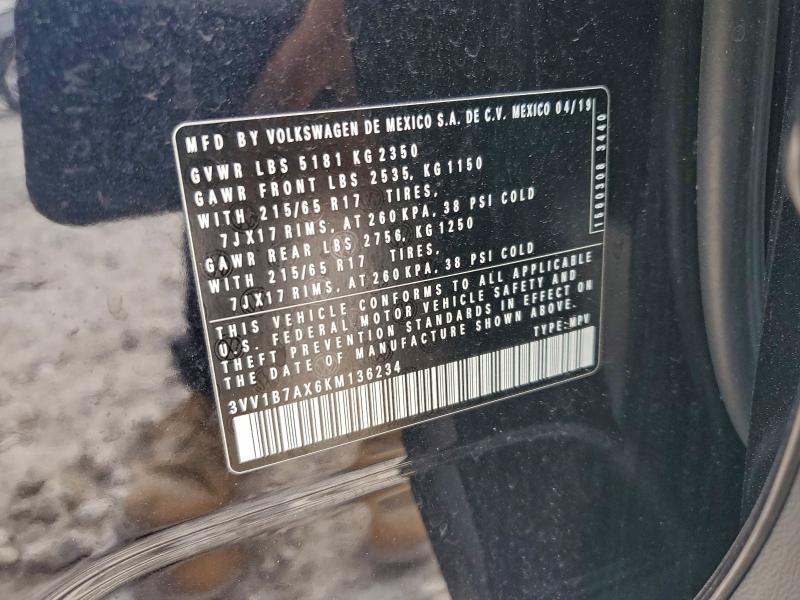 MFD BY VOLKSWAGEN DE MEXICO S.A. DE C.V. MEXICO 04/19
GVWR LBS 5181 KG 2350
GAWR FRONT LBS 2535, KG 1150
WITH 215/65 R17 TIRES,
7JX17 RIMS, AT 260 KPA, 38 PSI COLD
GAWR REAR LBS 2756, KG 1250
WITH 215/65 R17 TIRES,
7JX17 RIMS, AT 260 KPA, 38 PSI COLD
THIS VEHICLE CONFORMS TO ALL APPLICABLE
U.S. FEDERAL MOTOR VEHICLE SAFETY AND
THEFT PREVENTION STANDARDS IN EFFECT ON
THE DATE OF MANUFACTURE SHOWN ABOVE.
3VV1B7AX6KM136234 TYPE:MPV
1600308 3440